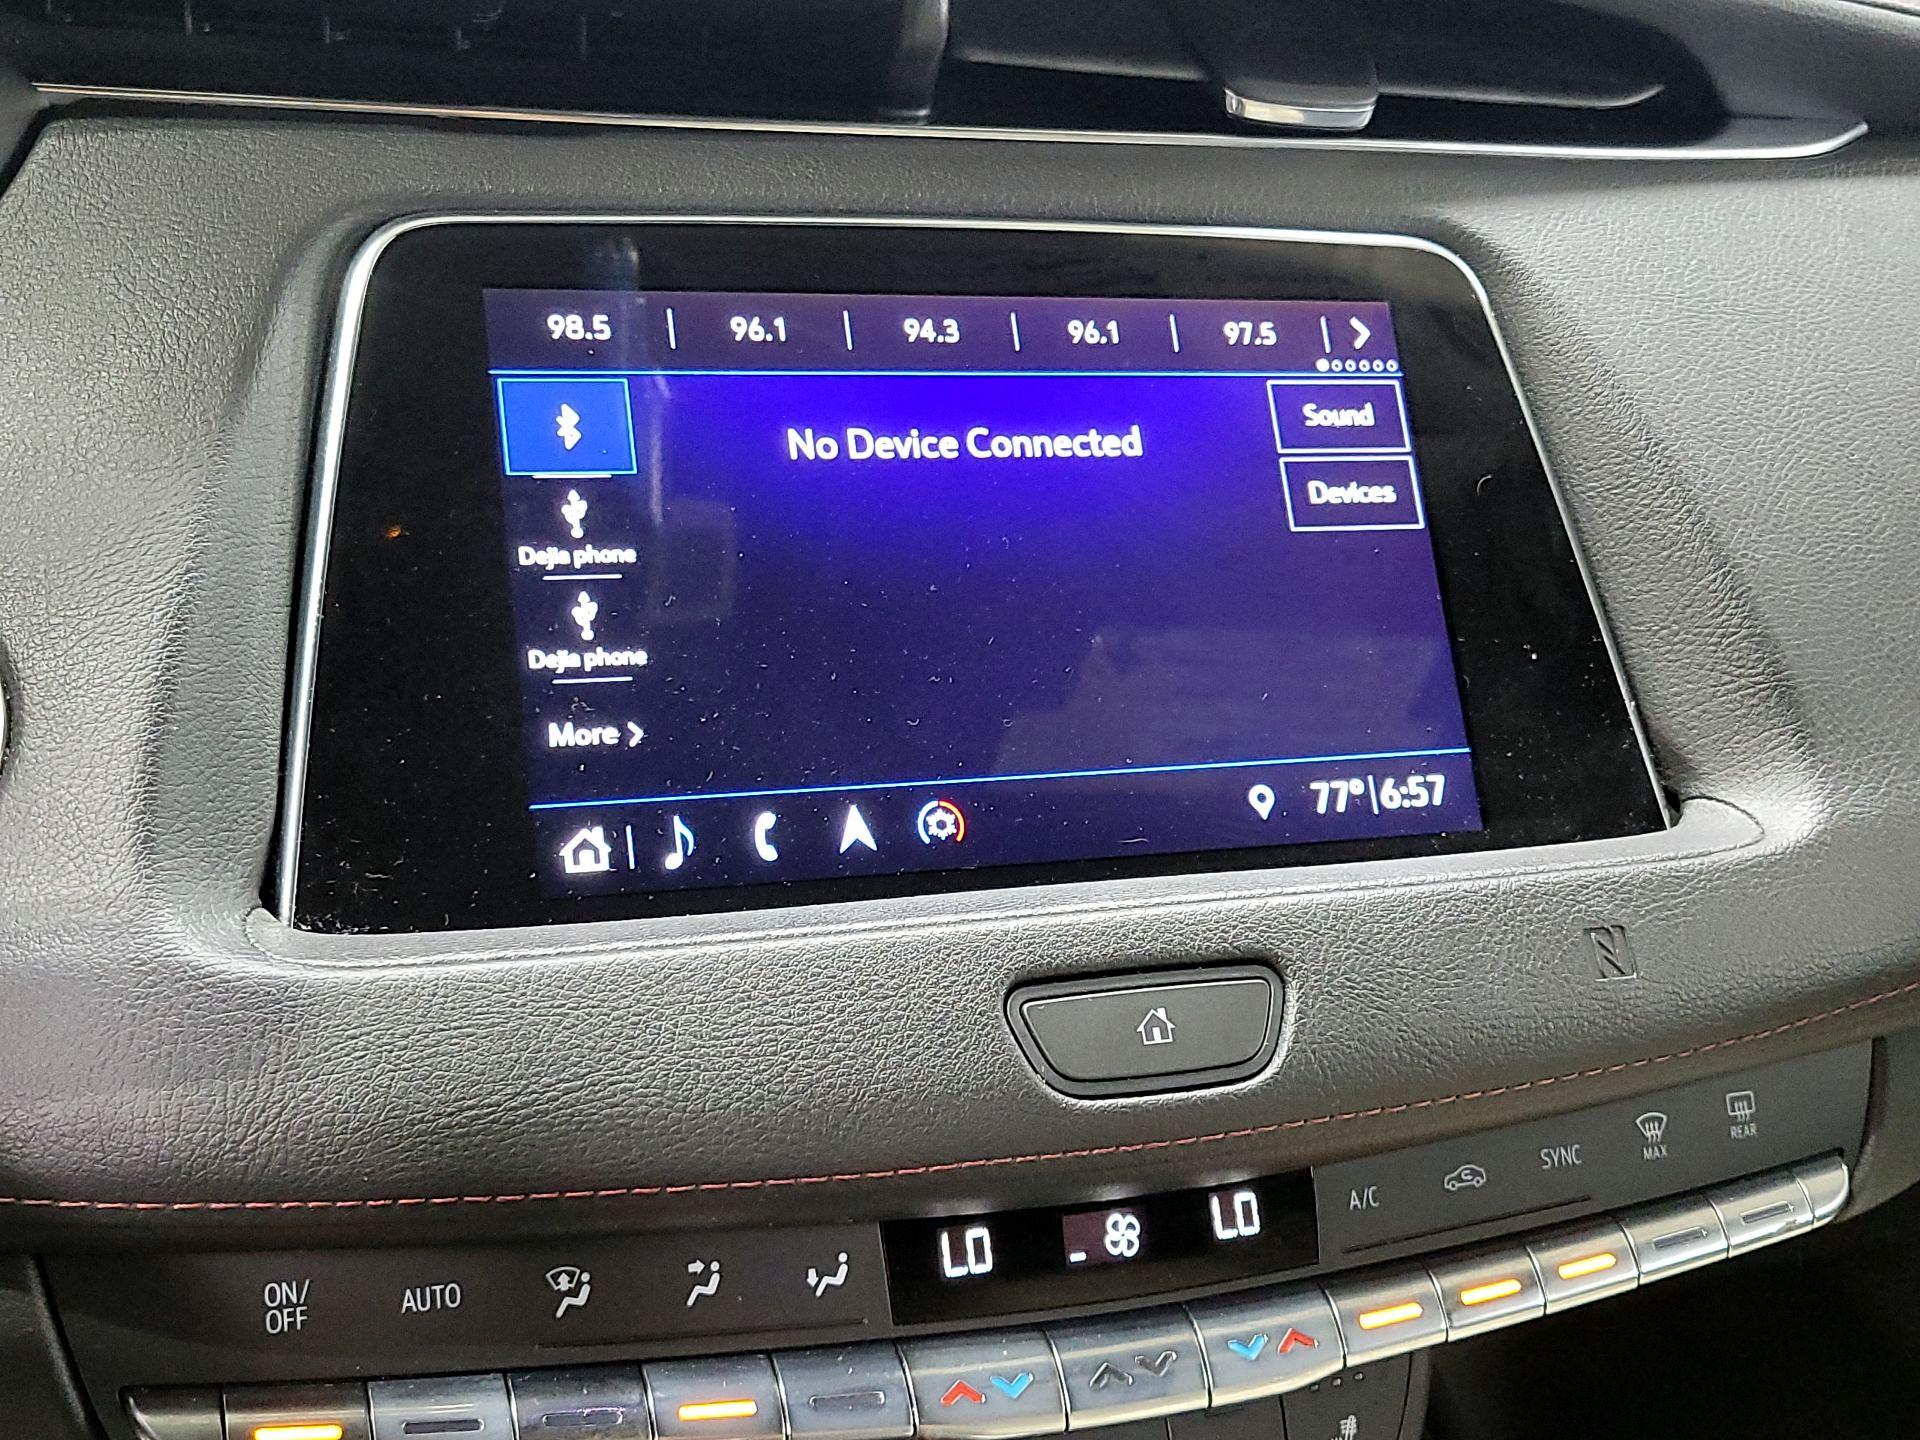 98.5 | 96.1 | 94.3 | 96.1 | 97.5 |
No Device Connected
Sound
Devices
Dejia phone
Dejia phone
More >
77° | 6:57
ON/
OFF
AUTO
LO
LO
A/C
SYNC
MAX
REAR